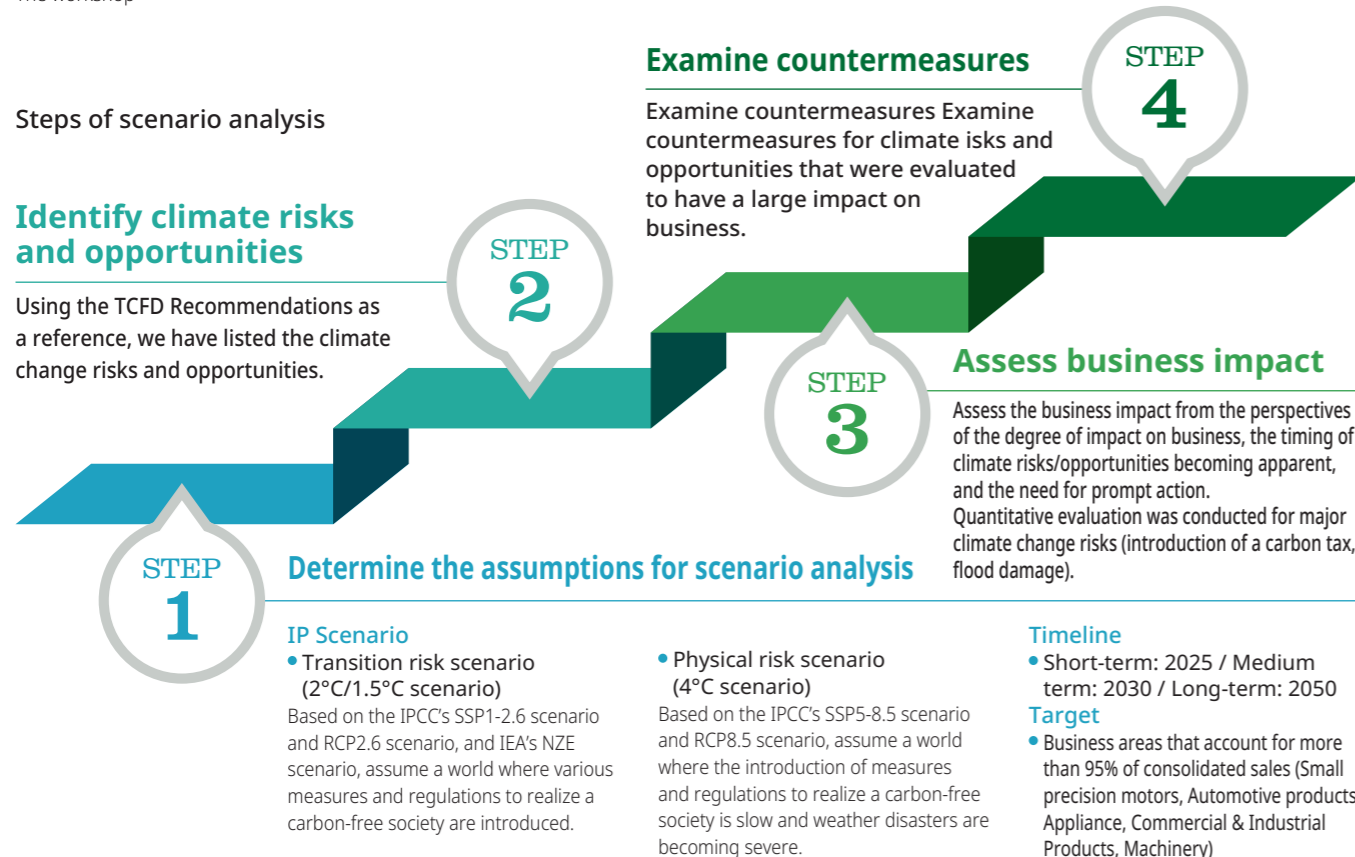 The workshop
Steps of scenario analysis
STEP
1
Determine the assumptions for scenario analysis
IP Scenario
• Transition risk scenario
(2°C/1.5°C scenario)
Based on the IPCC's SSP1-2.6 scenario
and RCP2.6 scenario, and IEA's NZE
scenario, assume a world where various
measures and regulations to realize a
carbon-free society are introduced.
• Physical risk scenario
(4°C scenario)
Based on the IPCC's SSP5-8.5 scenario
and RCP8.5 scenario, assume a world
where the introduction of measures
and regulations to realize a carbon-free
society is slow and weather disasters are
becoming severe.
Timeline
• Short-term: 2025 / Medium
term: 2030 / Long-term: 2050
Target
• Business areas that account for more
than 95% of consolidated sales (Small
precision motors, Automotive products
Appliance, Commercial & Industrial
Products, Machinery)
STEP
2
Identify climate risks
and opportunities
Using the TCFD Recommendations as
a reference, we have listed the climate
change risks and opportunities.
STEP
3
Assess business impact
Assess the business impact from the perspectives
of the degree of impact on business, the timing of
climate risks/opportunities becoming apparent,
and the need for prompt action.
Quantitative evaluation was conducted for major
climate change risks (introduction of a carbon tax,
flood damage).
STEP
4
Examine countermeasures
Examine countermeasures Examine
countermeasures for climate isks and
opportunities that were evaluated
to have a large impact on
business.